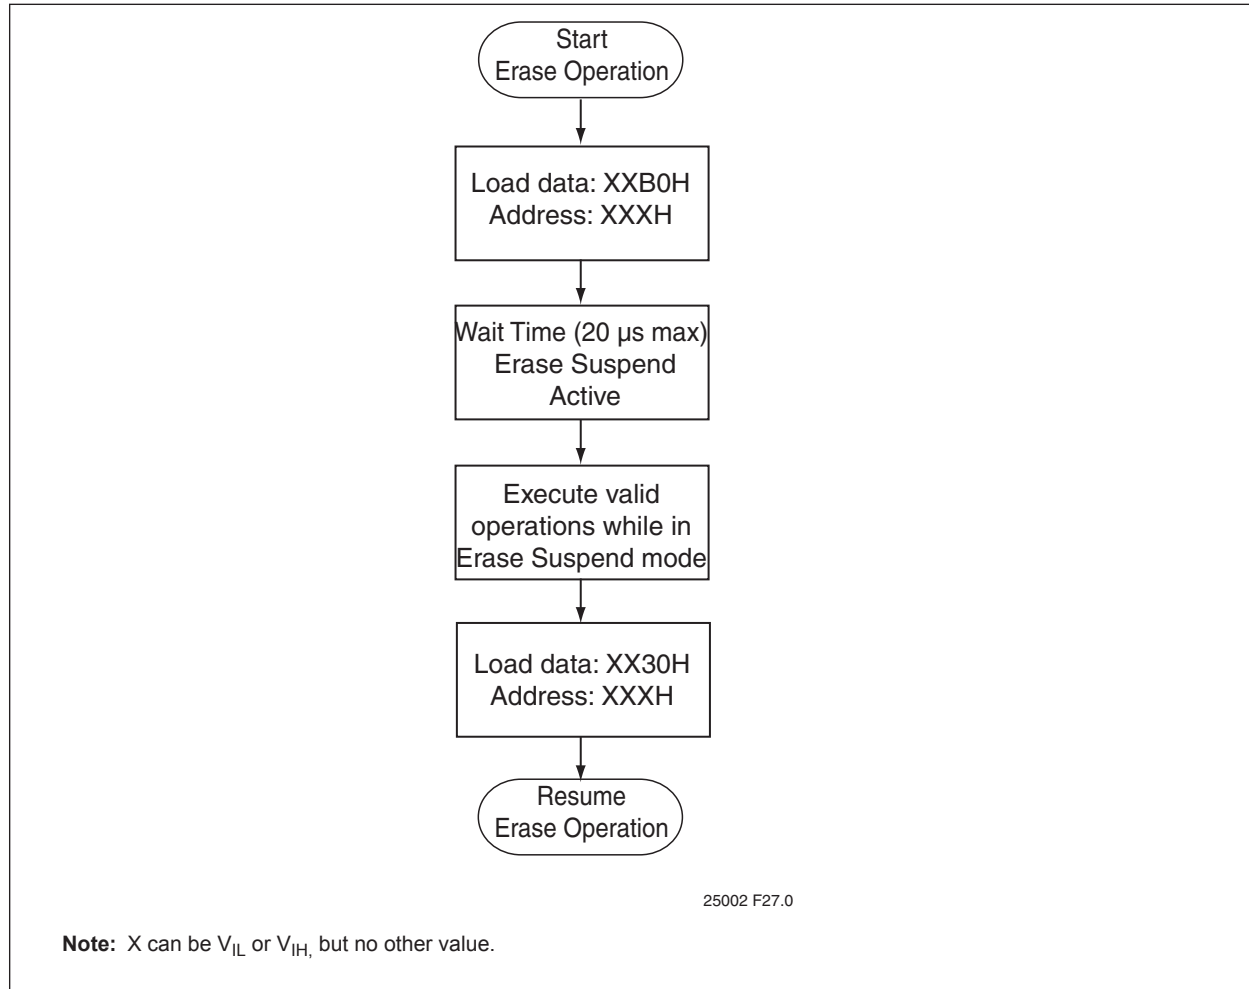 Start
Erase Operation
Load data: XXB0H
Address: XXXH
Wait Time (20 µs max)
Erase Suspend
Active
Execute valid
operations while in
Erase Suspend mode
Load data: XX30H
Address: XXXH
Resume
Erase Operation
25002 F27.0
Note: X can be VIL or VIH, but no other value.